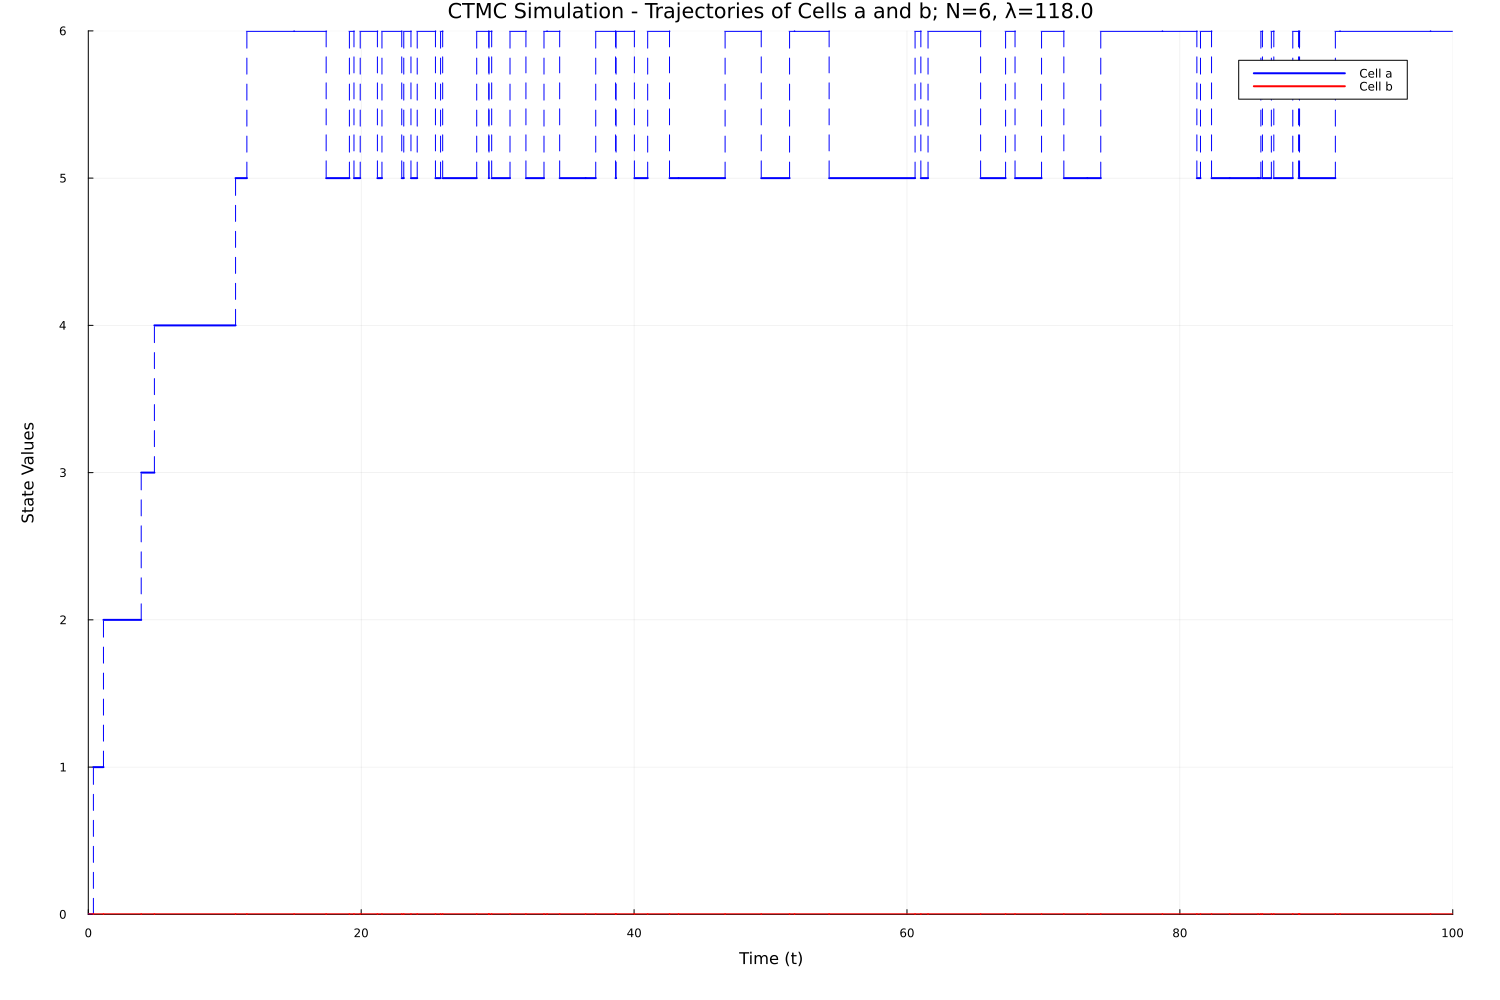 CTMC Simulation - Trajectories of Cells a and b; N=6, λ=118.0
6
Cell a
Cell b
5
4
State Values
3
2
1
0
0 20 40 60 80 100
Time (t)